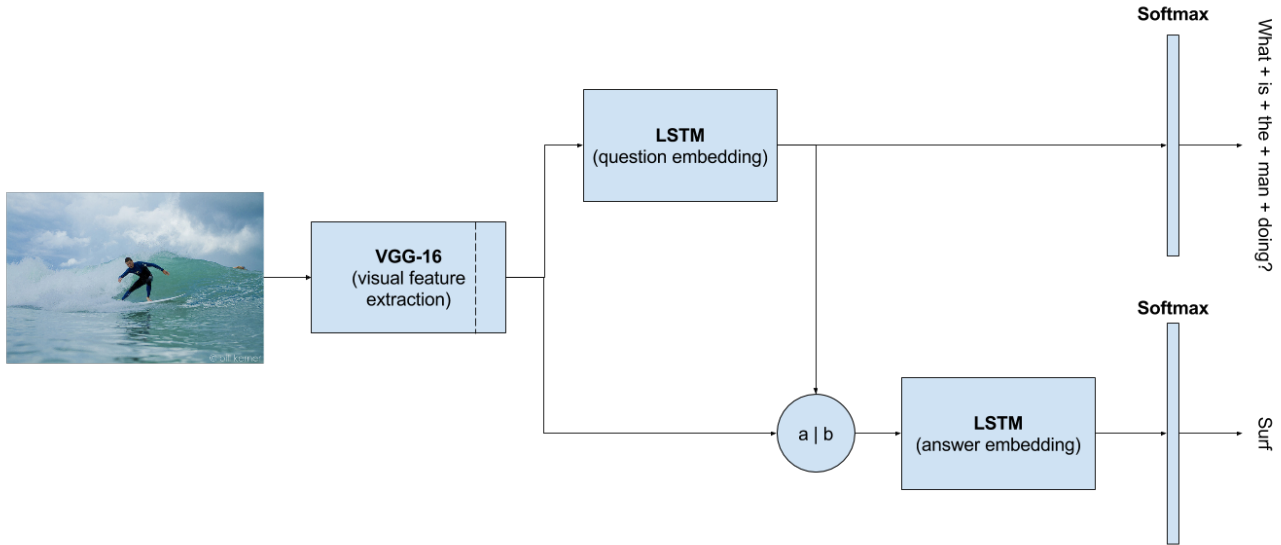 Softmax
What + is + the + man + doing?
LSTM
(question embedding)
VGG-16
(visual feature
extraction)
Softmax
a | b
LSTM
(answer embedding)
Surf